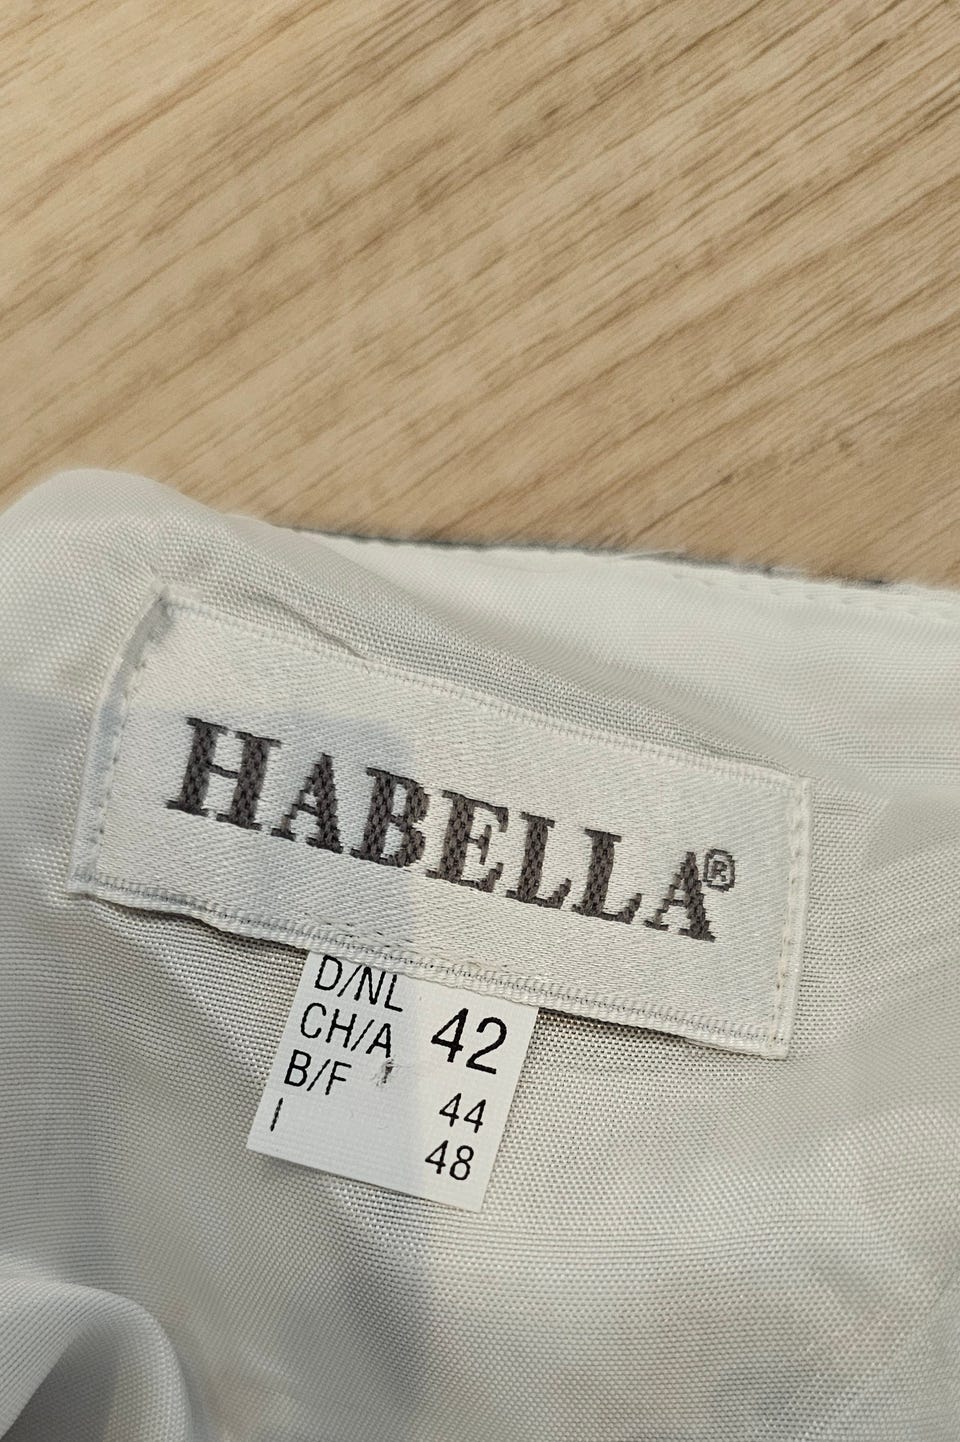 HABELLA®
D/NL
CH/A 42
B/F 44
I 48